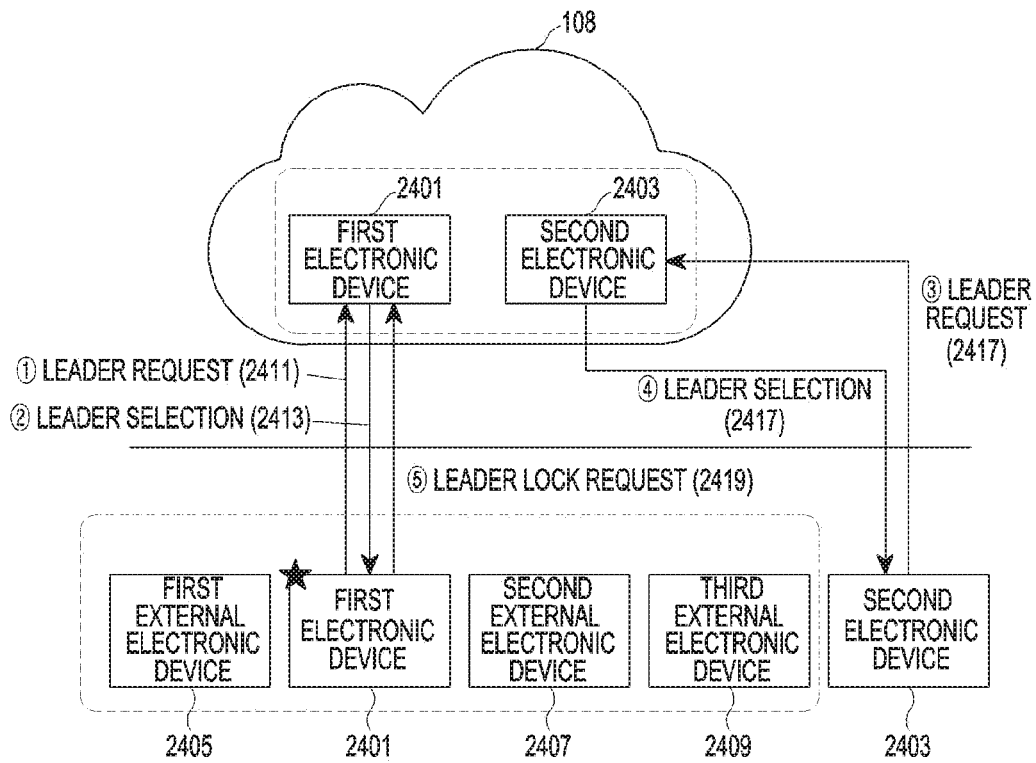 108
2401
2403
FIRST
ELECTRONIC
DEVICE
SECOND
ELECTRONIC
DEVICE
③ LEADER
REQUEST
(2417)
① LEADER REQUEST (2411)
② LEADER SELECTION (2413)
④ LEADER SELECTION
(2417)
⑤ LEADER LOCK REQUEST (2419)
FIRST
EXTERNAL
ELECTRONIC
DEVICE
FIRST
ELECTRONIC
DEVICE
SECOND
EXTERNAL
ELECTRONIC
DEVICE
THIRD
EXTERNAL
ELECTRONIC
DEVICE
SECOND
ELECTRONIC
DEVICE
2405
2401
2407
2409
2403